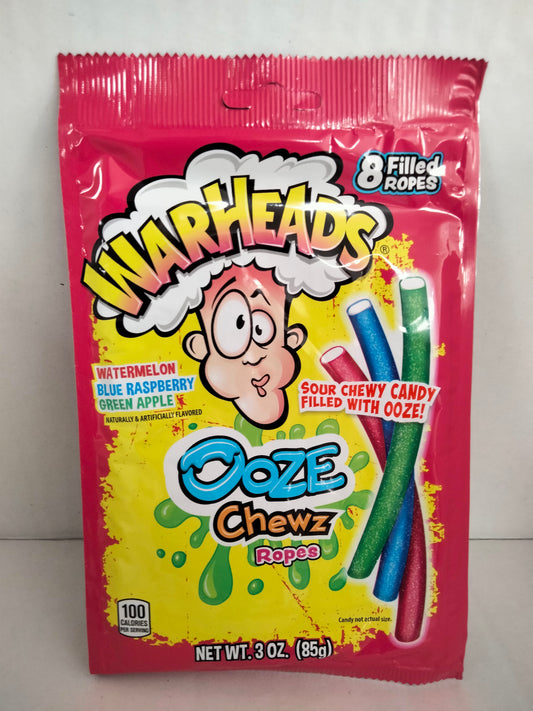 8 Filled
ROPES
WARHEADS®
WATERMELON
BLUE RASPBERRY
GREEN APPLE
NATURALLY & ARTIFICIALLY FLAVORED
SOUR CHEWY CANDY
FILLED WITH OOZE!
OOZE
Chewz
Ropes
100
CALORIES
PER SERVING
Candy not actual size.
NET WT. 3 OZ. (85g)